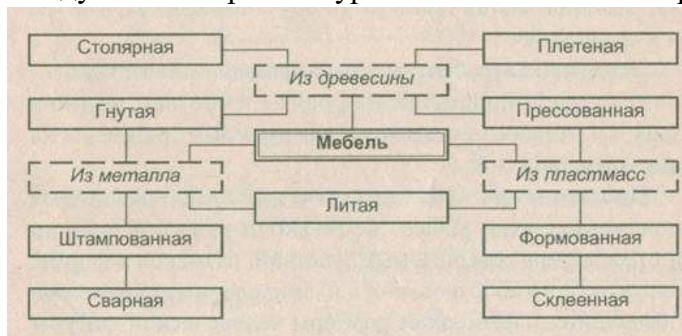 Столярная
Плетеная
Из древесины
Гнутая
Прессованная
Мебель
Из металла
Из пластмасс
Литая
Штампованная
Формованная
Сварная
Склеенная